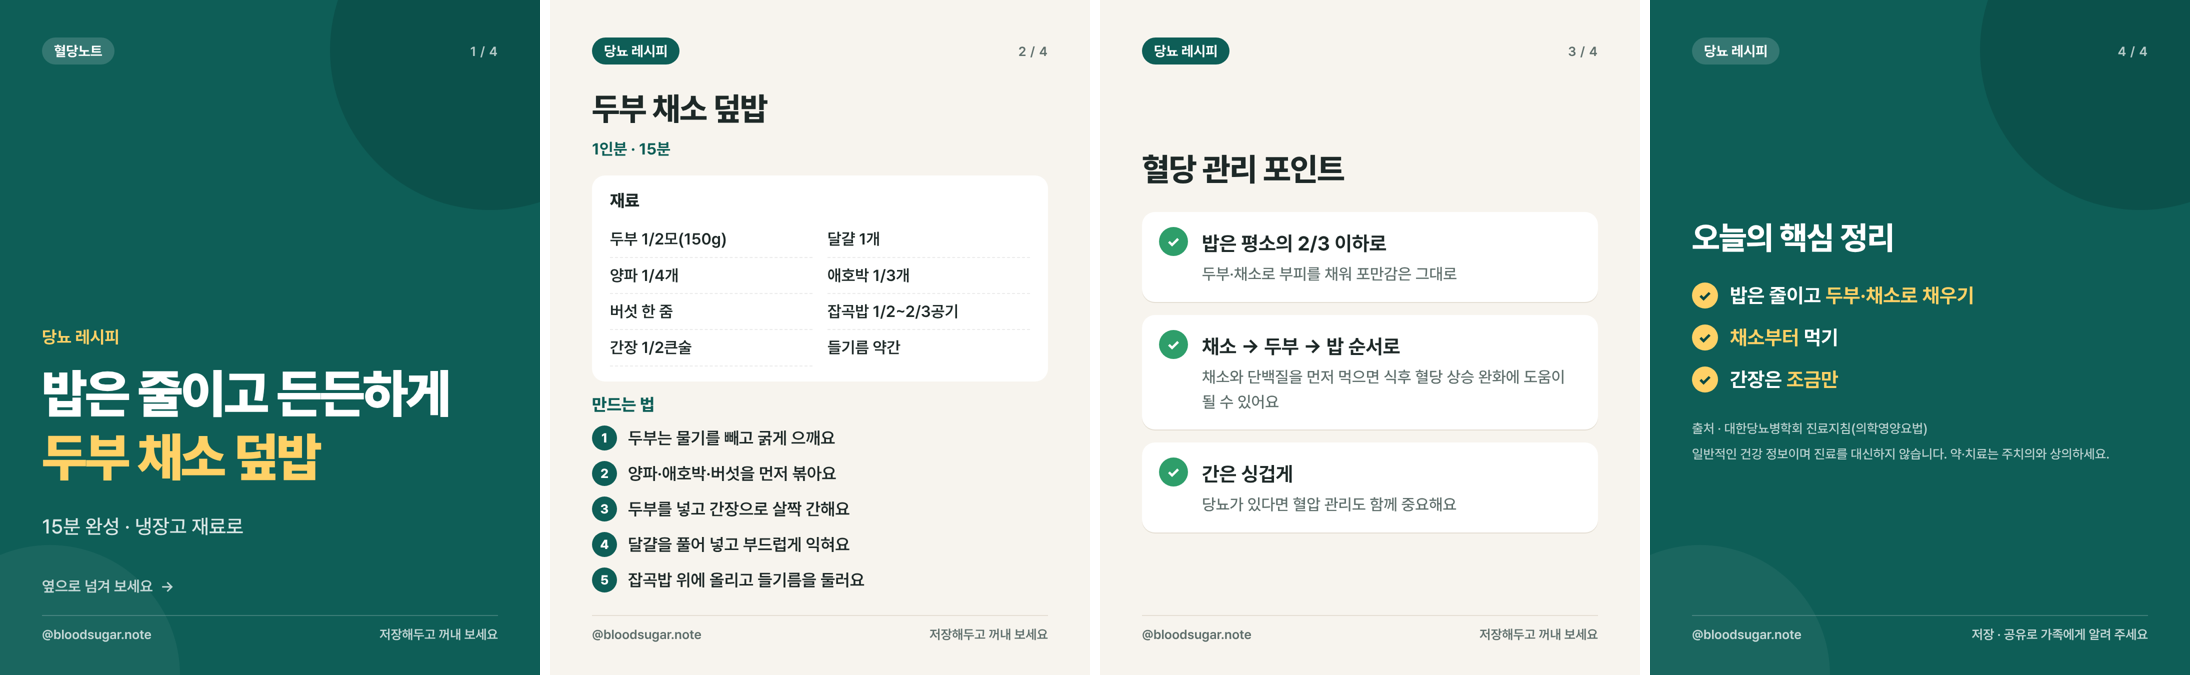 혈당노트
1 / 4
당뇨 레시피
밥은 줄이고 든든하게
두부 채소 덮밥
15분 완성 · 냉장고 재료로
옆으로 넘겨 보세요 →
@bloodsugar.note
저장해두고 꺼내 보세요
당뇨 레시피
2 / 4
두부 채소 덮밥
1인분 · 15분
재료
두부 1/2모(150g)
달걀 1개
양파 1/4개
애호박 1/3개
버섯 한 줌
잡곡밥 1/2~2/3공기
간장 1/2큰술
들기름 약간
만드는 법
1 두부는 물기를 빼고 굵게 으깨요
2 양파·애호박·버섯을 먼저 볶아요
3 두부를 넣고 간장으로 살짝 간해요
4 달걀을 풀어 넣고 부드럽게 익혀요
5 잡곡밥 위에 올리고 들기름을 둘러요
@bloodsugar.note
저장해두고 꺼내 보세요
당뇨 레시피
3 / 4
혈당 관리 포인트
밥은 평소의 2/3 이하로
두부·채소로 부피를 채워 포만감은 그대로
채소 → 두부 → 밥 순서로
채소와 단백질을 먼저 먹으면 식후 혈당 상승 완화에 도움이
될 수 있어요
간은 싱겁게
당뇨가 있다면 혈압 관리도 함께 중요해요
@bloodsugar.note
저장해두고 꺼내 보세요
당뇨 레시피
4 / 4
오늘의 핵심 정리
밥은 줄이고 두부·채소로 채우기
채소부터 먹기
간장은 조금만
출처 · 대한당뇨병학회 진료지침(의학영양요법)
일반적인 건강 정보이며 진료를 대신하지 않습니다. 약·치료는 주치의와 상의하세요.
@bloodsugar.note
저장 · 공유로 가족에게 알려 주세요